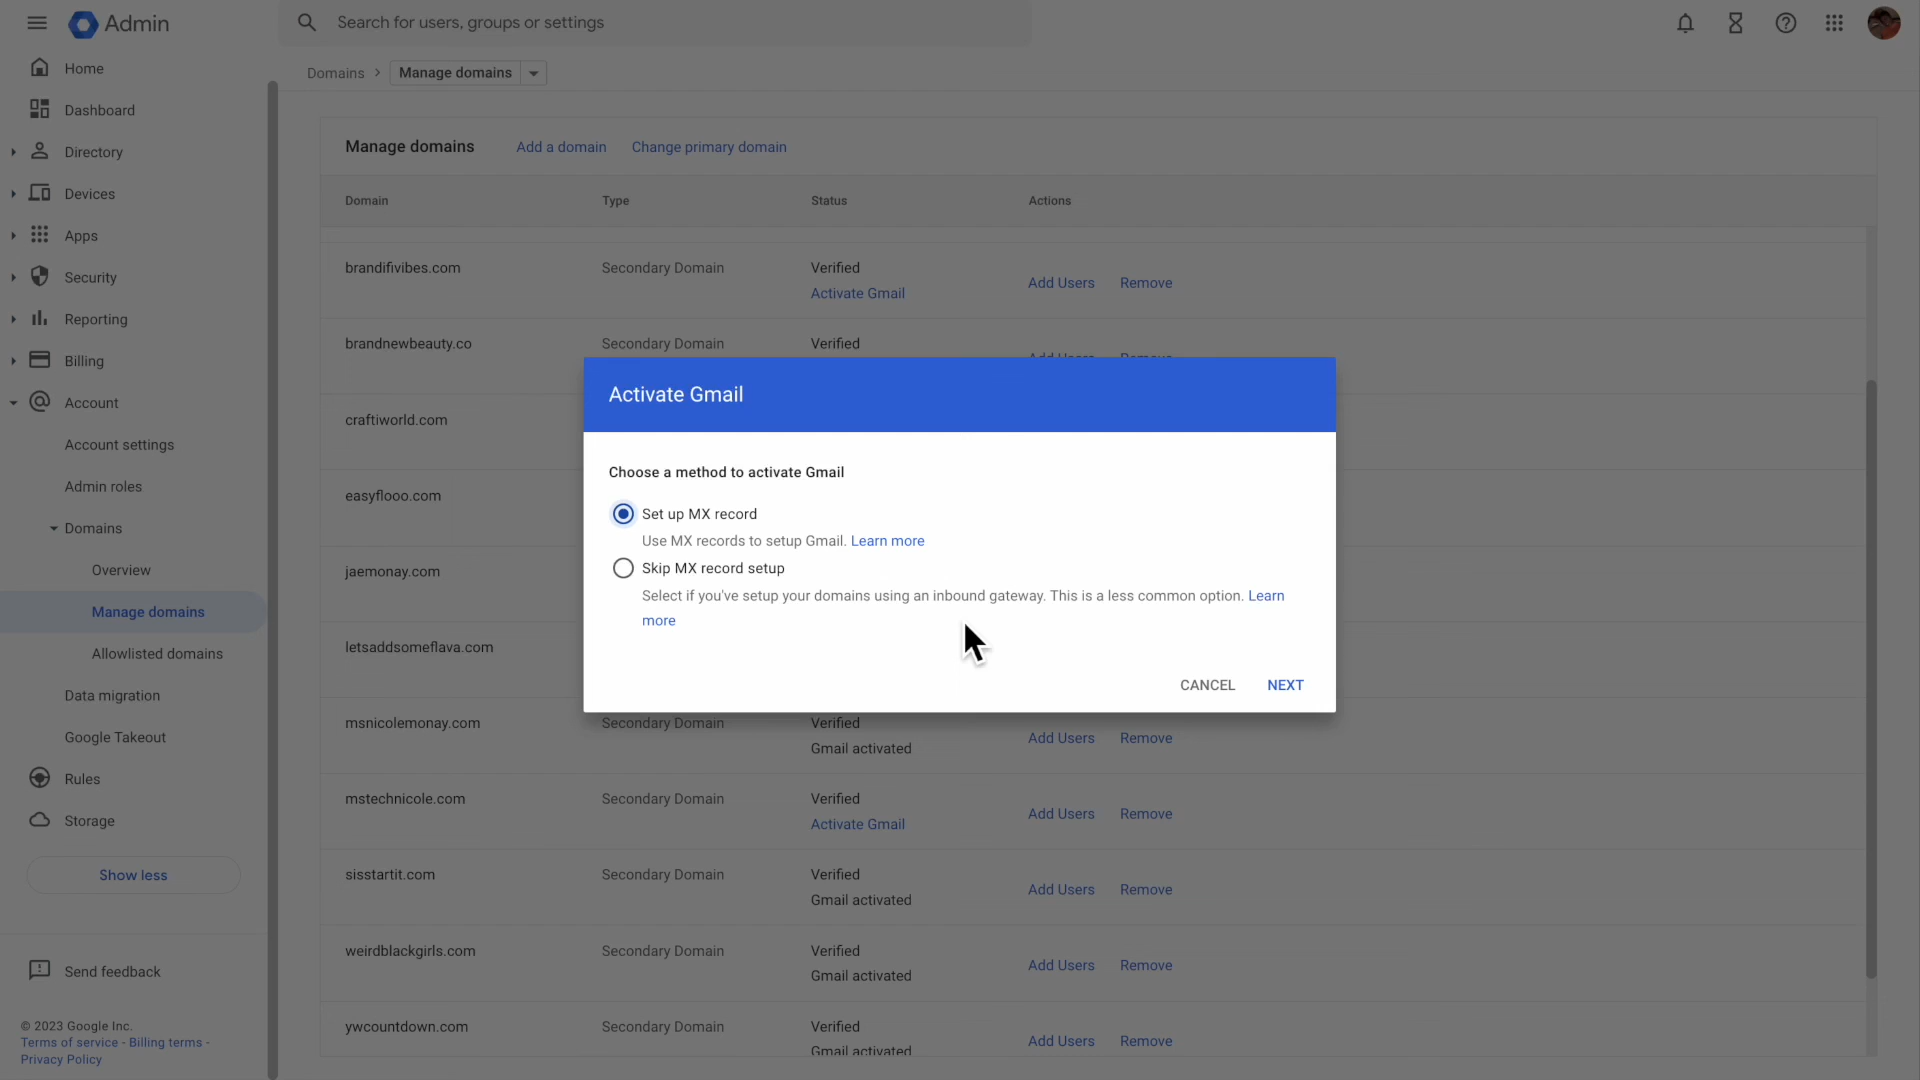 Admin
Search for users, groups or settings
Home
Dashboard
Directory
Devices
Apps
Security
Reporting
Billing
Account
Account settings
Admin roles
Domains
Overview
Manage domains
Allowlisted domains
Data migration
Google Takeout
Rules
Storage
Show less
Send feedback
© 2023 Google Inc.
Terms of service - Billing terms -
Privacy Policy
Domains > Manage domains
Manage domains Add a domain Change primary domain
Domain Type Status Actions
brandifivibes.com Secondary Domain Verified
Activate Gmail
Add Users Remove
brandnewbeauty.co Secondary Domain Verified
Add Users Remove
craftiworld.com
easyflooo.com
jaemonay.com
letsaddsomeflava.com
Activate Gmail
Choose a method to activate Gmail
Set up MX record
Use MX records to setup Gmail. Learn more
Skip MX record setup
Select if you've setup your domains using an inbound gateway. This is a less common option. Learn
more
CANCEL NEXT
msnicolemonay.com Secondary Domain Verified
Gmail activated
Add Users Remove
mstechnicole.com Secondary Domain Verified
Activate Gmail
Add Users Remove
sisstartit.com Secondary Domain Verified
Gmail activated
Add Users Remove
weirdblackgirls.com Secondary Domain Verified
Gmail activated
Add Users Remove
ywcountdown.com Secondary Domain Verified
Gmail activated
Add Users Remove